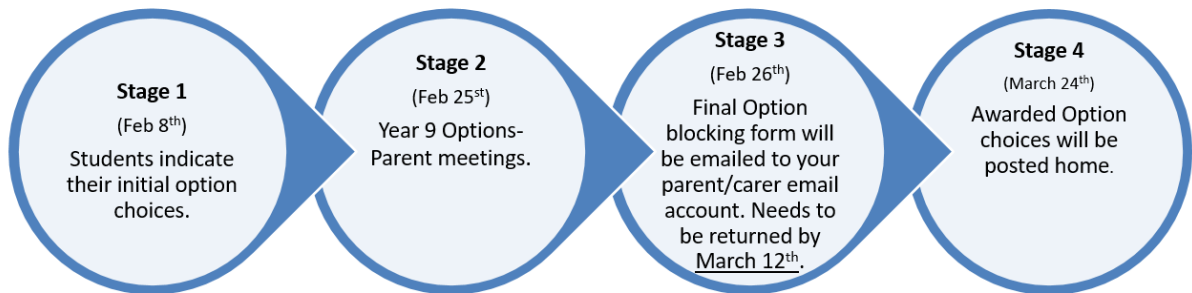 Stage 1
(Feb 8th)
Students indicate
their initial option
choices.
Stage 2
(Feb 25st)
Year 9 Options-
Parent meetings.
Stage 3
(Feb 26th)
Final Option
blocking form will
be emailed to your
parent/carer email
account. Needs to
be returned by
March 12th.
Stage 4
(March 24th)
Awarded Option
choices will be
posted home.